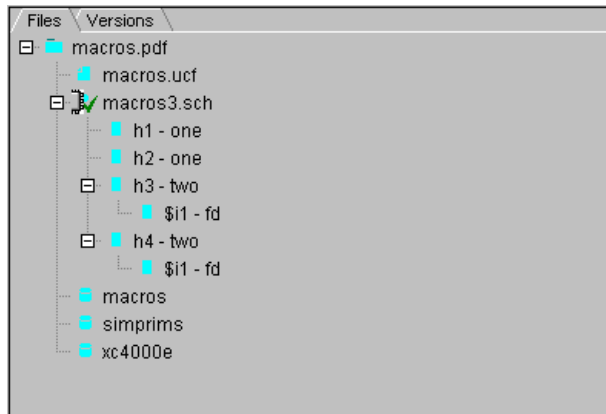 Files Versions
macros.pdf
macros.ucf
macros3.sch
h1 - one
h2 - one
h3 - two
$i1 - fd
h4 - two
$i1 - fd
macros
simprims
xc4000e